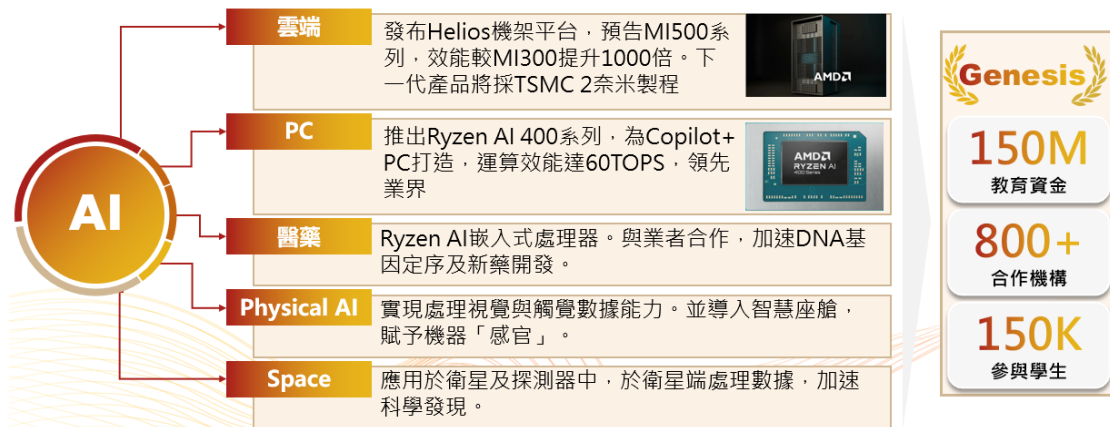 AI
雲端
發布Helios機架平台，預告MI500系
列，效能較MI300提升1000倍。下
一代產品將採TSMC 2奈米製程
AMD
PC
推出Ryzen AI 400系列，為Copilot+
PC打造，運算效能達60TOPS，領先
業界
AMD
RYZEN AI
400 Series
醫藥
Ryzen AI嵌入式處理器。與業者合作，加速DNA基
因定序及新藥開發。
Physical AI
實現處理視覺與觸覺數據能力。並導入智慧座艙，
賦予機器「感官」。
Space
應用於衛星及探測器中，於衛星端處理數據，加速
科學發現。
Genesis
150M
教育資金
800+
合作機構
150K
參與學生